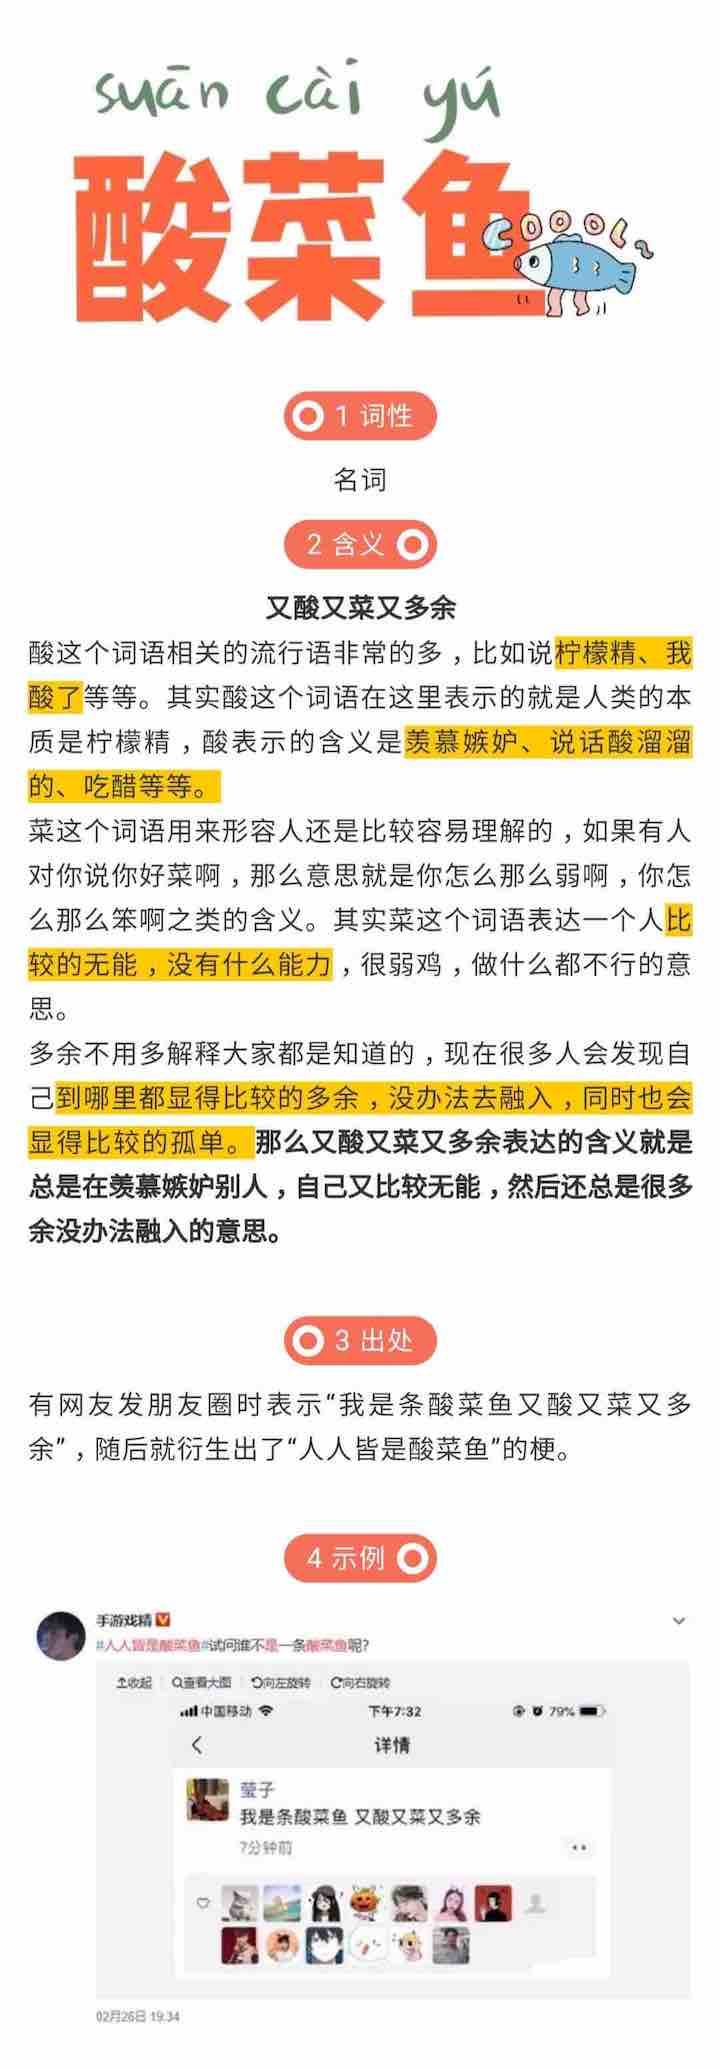 suān cài yú
酸菜鱼
COOOL~
1 词性
名词
2 含义
又酸又菜又多余
酸这个词语相关的流行语非常的多，比如说柠檬精、我
酸了等等。其实酸这个词语在这里表示的就是人类的本
质是柠檬精，酸表示的含义是羡慕嫉妒、说话酸溜溜
的、吃醋等等。
菜这个词语用来形容人还是比较容易理解的，如果有人
对你说你好菜啊，那么意思就是你怎么那么弱啊，你怎
么那么笨啊之类的含义。其实菜这个词语表达一个人比
较的无能，没有什么能力，很弱鸡，做什么都不行的意
思。
多余不用多解释大家都是知道的，现在很多人会发现自
己到哪里都显得比较的多余，没办法去融入，同时也会
显得比较的孤单。那么又酸又菜又多余表达的含义就是
总是在羡慕嫉妒别人，自己又比较无能，然后还总是很多
余没办法融入的意思。
3 出处
有网友发朋友圈时表示“我是条酸菜鱼又酸又菜又多
余”，随后就衍生出了“人人皆是酸菜鱼”的梗。
4 示例
手游戏精
#人人皆是酸菜鱼#试问谁不是一条酸菜鱼呢?
收起 查看大图 向左旋转 向右旋转
中国移动 下午7:32 79%
详情
莹子
我是条酸菜鱼 又酸又菜又多余
7分钟前
02月26日 19:34